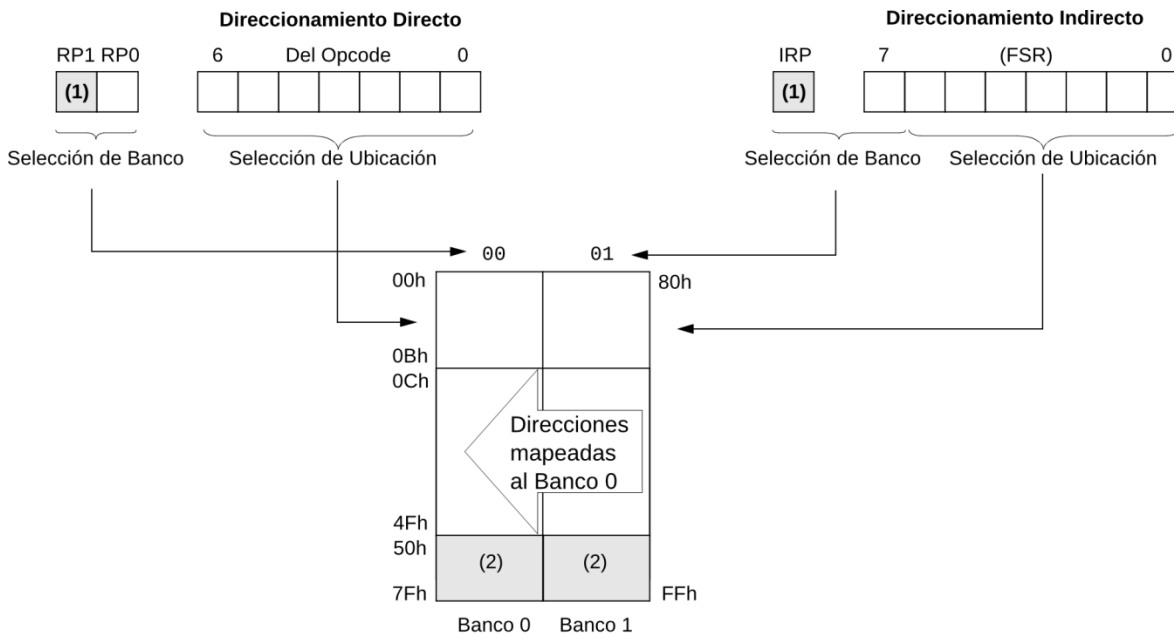 Direccionamiento Directo
Direccionamiento Indirecto
RP1 RP0
6 Del Opcode 0
IRP
7 (FSR) 0
(1)
(1)
Selección de Banco
Selección de Ubicación
Selección de Banco
Selección de Ubicación
00 01
00h
80h
0Bh
0Ch
Direcciones
mapeadas
al Banco 0
4Fh
50h
(2) (2)
7Fh
FFh
Banco 0 Banco 1